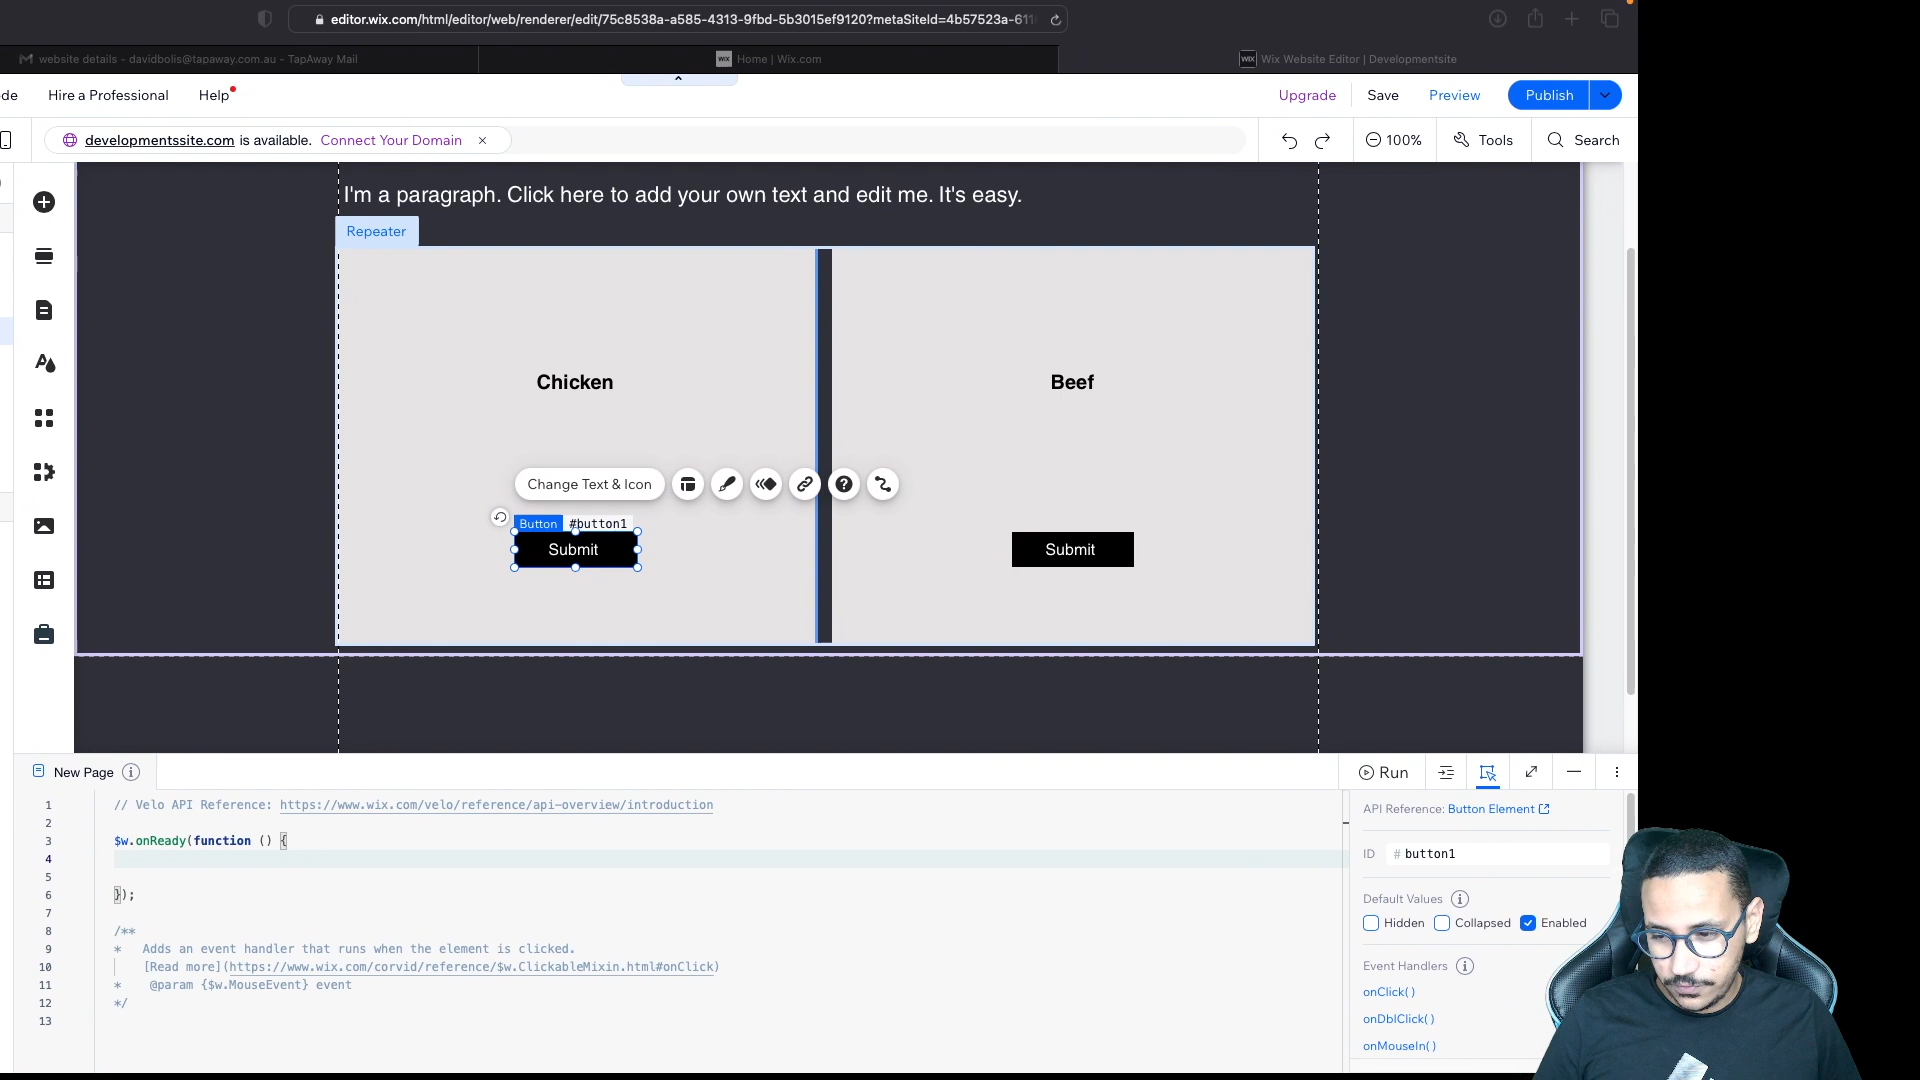 editor.wix.com/html/editor/web/renderer/edit/75c8538a-a585-4313-9fbd-5b3015ef9120?metaSiteId=4b57523a-611
website details - davidbolis@tapaway.com.au - TapAway Mail
WiX Home | Wix.com
WiX Wix Website Editor | Developmentsite
de
Hire a Professional
Help
Upgrade
Save
Preview
Publish
developmentssite.com is available. Connect Your Domain
100%
Tools
Search
I'm a paragraph. Click here to add your own text and edit me. It's easy.
Repeater
Chicken
Beef
Change Text & Icon
Button #button1
Submit
Submit
New Page
Run
1 // Velo API Reference: https://www.wix.com/velo/reference/api-overview/introduction
2
3 $w.onReady(function () {
4
5
6 });
7
8 /**
9 * Adds an event handler that runs when the element is clicked.
10 [Read more](https://www.wix.com/corvid/reference/$w.ClickableMixin.html#onClick)
11 * @param {$w.MouseEvent} event
12 */
13
API Reference: Button Element
ID # button1
Default Values
Hidden Collapsed Enabled
Event Handlers
onClick( )
onDblClick( )
onMouseIn( )